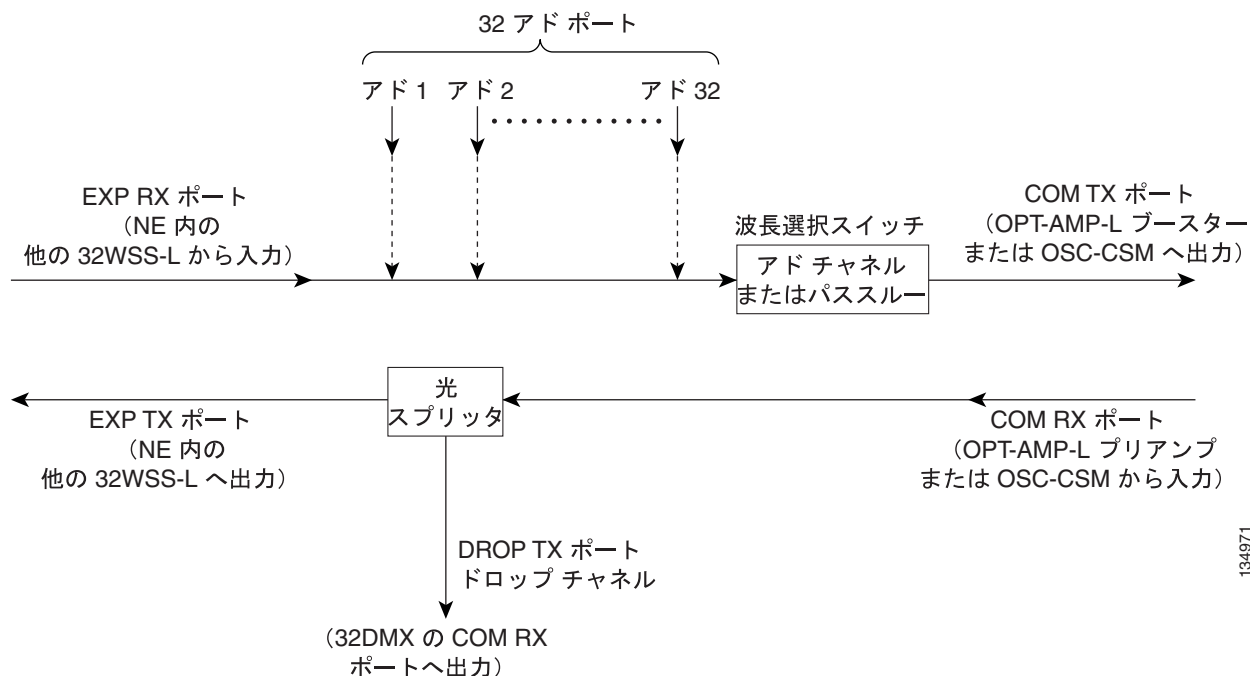 32 アド ポート
アド 1
アド 2
アド 32
EXP RX ポート
（NE 内の
他の 32WSS-L から入力）
波長選択スイッチ
アド チャネル
またはパススルー
COM TX ポート
（OPT-AMP-L ブースター
または OSC-CSM へ出力）
光
スプリッタ
EXP TX ポート
（NE 内の
他の 32WSS-L へ出力）
COM RX ポート
（OPT-AMP-L プリアンプ
または OSC-CSM から入力）
DROP TX ポート
ドロップ チャネル
（32DMX の COM RX
ポートへ出力）
134971